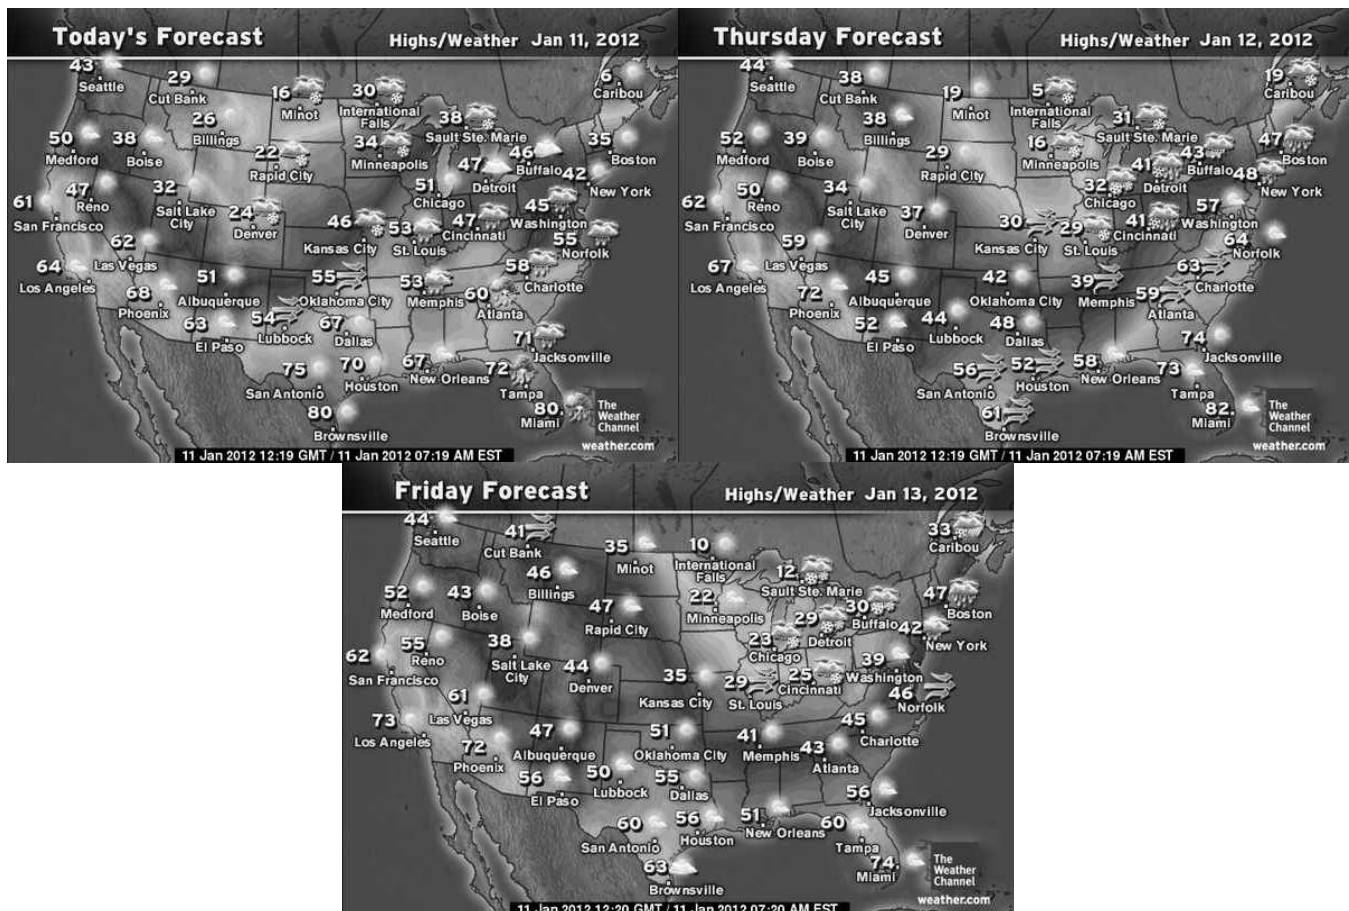 Today's Forecast Highs/Weather Jan 11, 2012
43 Seattle
29 Cut Bank
16 Minot
30 International Falls
6 Caribou
26 Billings
38 Sault Ste. Marie
50 Medford
38 Boise
22 Rapid City
34 Minneapolis
47 Detroit
46 Buffalo
35 Boston
47 Reno
32 Salt Lake City
51 Chicago
42 New York
61 San Francisco
24 Denver
46 Kansas City
53 St. Louis
47 Cincinnati
45 Washington
55 Norfolk
62 Las Vegas
64 Los Angeles
51 Albuquerque
55 Oklahoma City
53 Memphis
58 Charlotte
68 Phoenix
54 Lubbock
60 Atlanta
63 El Paso
67 Dallas
71 Jacksonville
75 San Antonio
70 Houston
67 New Orleans
72 Tampa
80 Brownsville
80 Miami
The Weather Channel
weather.com
11 Jan 2012 12:19 GMT / 11 Jan 2012 07:19 AM EST
Thursday Forecast Highs/Weather Jan 12, 2012
44 Seattle
38 Cut Bank
19 Minot
5 International Falls
19 Caribou
38 Billings
31 Sault Ste. Marie
52 Medford
39 Boise
29 Rapid City
16 Minneapolis
41 Detroit
43 Buffalo
47 Boston
50 Reno
34 Salt Lake City
32 Chicago
48 New York
62 San Francisco
37 Denver
30 Kansas City
29 St. Louis
41 Cincinnati
57 Washington
64 Norfolk
59 Las Vegas
67 Los Angeles
45 Albuquerque
42 Oklahoma City
39 Memphis
63 Charlotte
72 Phoenix
44 Lubbock
59 Atlanta
52 El Paso
48 Dallas
74 Jacksonville
56 San Antonio
52 Houston
58 New Orleans
73 Tampa
61 Brownsville
82 Miami
The Weather Channel
weather.com
11 Jan 2012 12:19 GMT / 11 Jan 2012 07:19 AM EST
Friday Forecast Highs/Weather Jan 13, 2012
44 Seattle
41 Cut Bank
35 Minot
10 International Falls
33 Caribou
46 Billings
12 Sault Ste. Marie
52 Medford
43 Boise
47 Rapid City
22 Minneapolis
29 Detroit
30 Buffalo
47 Boston
55 Reno
38 Salt Lake City
23 Chicago
42 New York
62 San Francisco
44 Denver
35 Kansas City
29 St. Louis
25 Cincinnati
39 Washington
46 Norfolk
61 Las Vegas
73 Los Angeles
47 Albuquerque
51 Oklahoma City
41 Memphis
45 Charlotte
72 Phoenix
50 Lubbock
43 Atlanta
56 El Paso
55 Dallas
56 Jacksonville
60 San Antonio
56 Houston
51 New Orleans
60 Tampa
63 Brownsville
74 Miami
The Weather Channel
weather.com
11 Jan 2012 12:20 GMT / 11 Jan 2012 07:20 AM EST